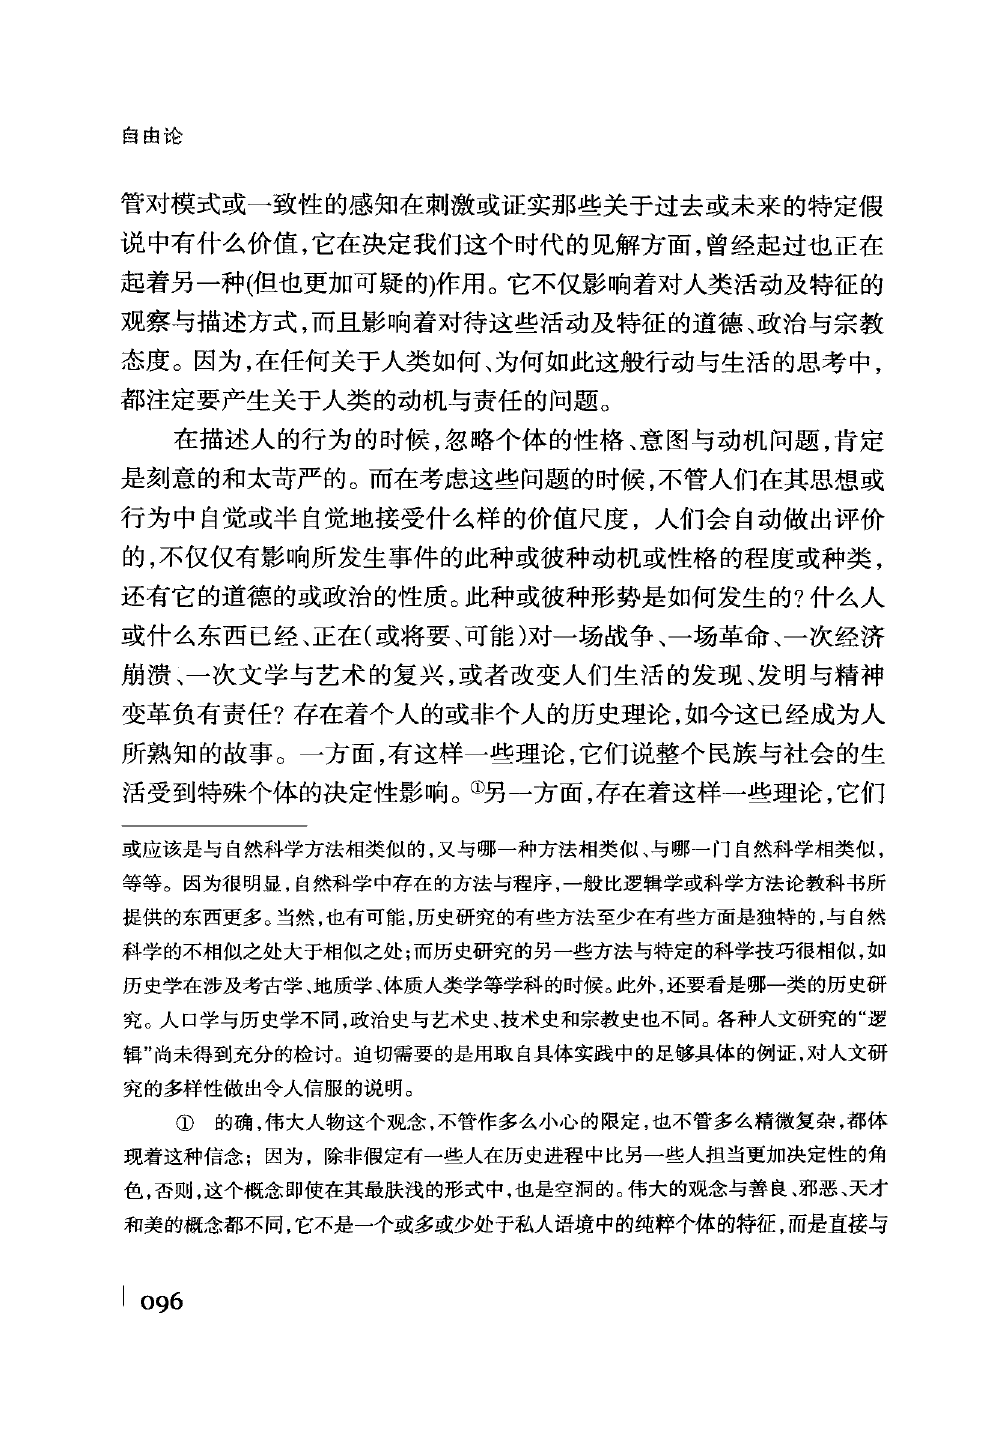 自由论
管对模式或一致性的感知在刺激或证实那些关于过去或未来的特定假
说中有什么价值,它在决定我们这个时代的见解方面,曾经起过也正在
起着另一种(但也更加可疑的)作用。它不仅影响着对人类活动及特征的
观察与描述方式,而且影响着对待这些活动及特征的道德、政治与宗教
态度。因为,在任何关于人类如何、为何如此这般行动与生活的思考中,
都注定要产生关于人类的动机与责任的问题。
在描述人的行为的时候,忽略个体的性格、意图与动机问题,肯定
是刻意的和太苛严的。而在考虑这些问题的时候,不管人们在其思想或
行为中自觉或半自觉地接受什么样的价值尺度, 人们会自动做出评价
的,不仅仅有影响所发生事件的此种或彼种动机或性格的程度或种类,
还有它的道德的或政治的性质。此种或彼种形势是如何发生的?什么人
或什么东西已经、正在(或将要、可能)对一场战争、一场革命、一次经济
崩溃、一次文学与艺术的复兴,或者改变人们生活的发现、发明与精神
变革负有责任? 存在着个人的或非个人的历史理论,如今这已经成为人
所熟知的故事。一方面,有这样一些理论,它们说整个民族与社会的生
活受到特殊个体的决定性影响。①另一方面,存在着这样一些理论,它们
或应该是与自然科学方法相类似的,又与哪一种方法相类似、与哪一门自然科学相类似,
等等。因为很明显,自然科学中存在的方法与程序,一般比逻辑学或科学方法论教科书所
提供的东西更多。当然,也有可能,历史研究的有些方法至少在有些方面是独特的,与自然
科学的不相似之处大于相似之处;而历史研究的另一些方法与特定的科学技巧很相似,如
历史学在涉及考古学、地质学、体质人类学等学科的时候。此外,还要看是哪一类的历史研
究。人口学与历史学不同,政治史与艺术史、技术史和宗教史也不同。各种人文研究的“逻
辑”尚未得到充分的检讨。迫切需要的是用取自具体实践中的足够具体的例证,对人文研
究的多样性做出令人信服的说明。
① 的确,伟大人物这个观念,不管作多么小心的限定,也不管多么精微复杂,都体
现着这种信念; 因为, 除非假定有一些人在历史进程中比另一些人担当更加决定性的角
色,否则,这个概念即使在其最肤浅的形式中,也是空洞的。伟大的观念与善良、邪恶、天才
和美的概念都不同,它不是一个或多或少处于私人语境中的纯粹个体的特征,而是直接与
096